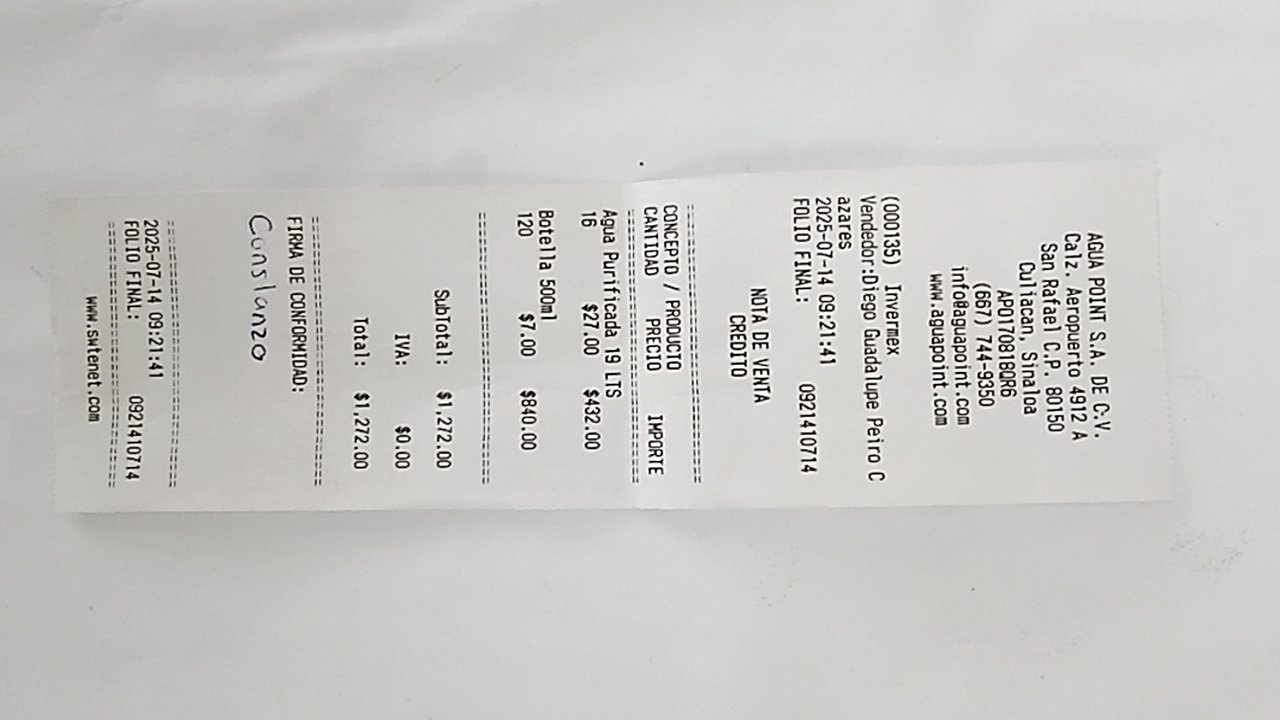 AGUA POINT S.A. DE C.V.
Calz. Aeropuerto 4912 A
San Rafael C.P. 80150
Culiacan, Sinaloa
APO170818QR6
(667) 744-9350
info@aguapoint.com
www.aguapoint.com
(000135) Invermex
Vendedor:Diego Guadalupe Peiro C
azares
2025-07-14 09:21:41
FOLIO FINAL: 0921410714
NOTA DE VENTA
CREDITO
================================
CONCEPTO / PRODUCTO
CANTIDAD PRECIO IMPORTE
================================
Agua Purificada 19 LTS
16 $27.00 $432.00
Botella 500ml
120 $7.00 $840.00
================================
SubTotal: $1,272.00
IVA: $0.00
Total: $1,272.00
================================
FIRMA DE CONFORMIDAD:
Constanzo
================================
2025-07-14 09:21:41
FOLIO FINAL: 0921410714
================================
www.swtenet.com